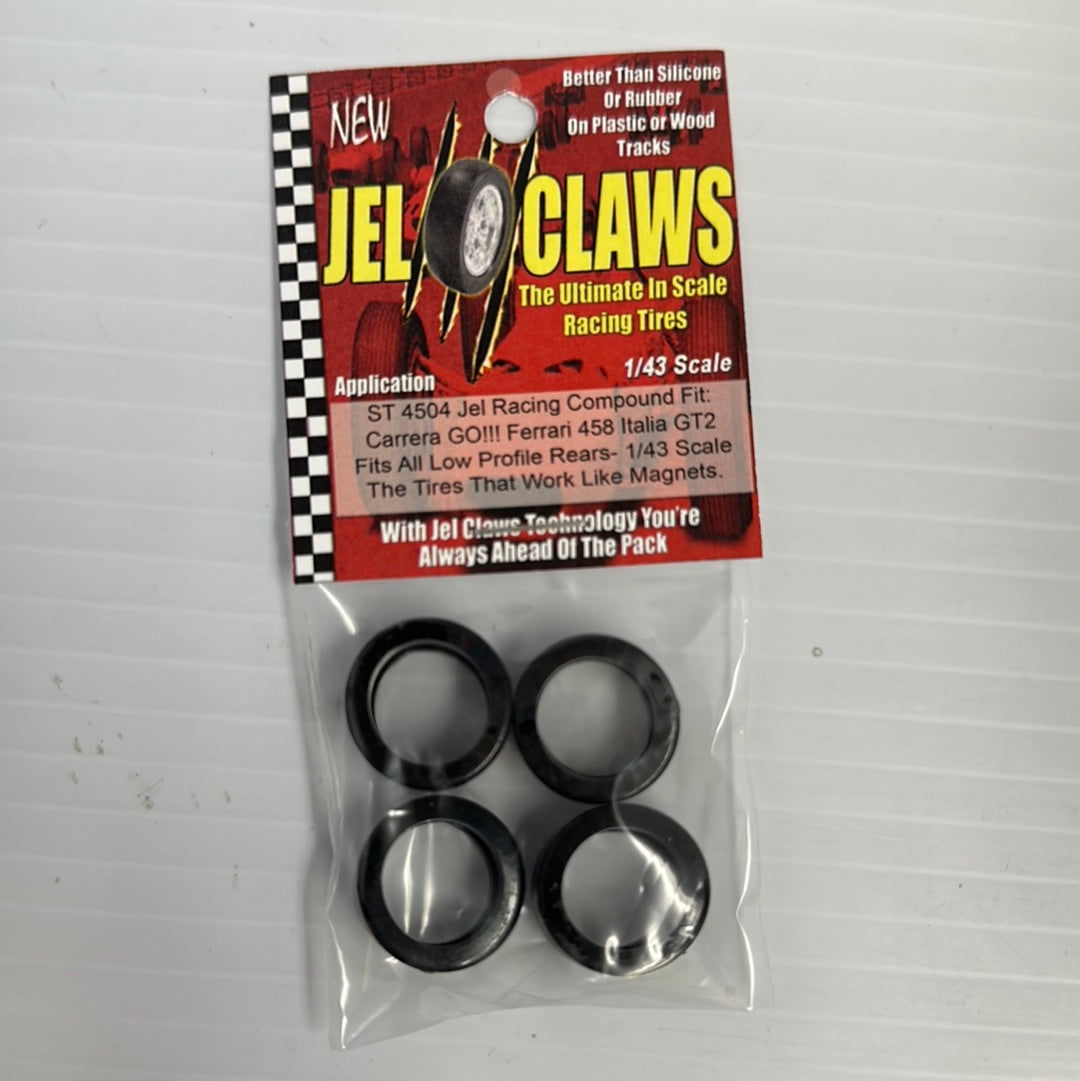 NEW
Better Than Silicone
Or Rubber
On Plastic or Wood
Tracks
JEL CLAWS
The Ultimate In Scale
Racing Tires
1/43 Scale
Application
ST 4504 Jel Racing Compound Fit:
Carrera GO!!! Ferrari 458 Italia GT2
Fits All Low Profile Rears- 1/43 Scale
The Tires That Work Like Magnets.
With Jel Claws Technology You're
Always Ahead Of The Pack